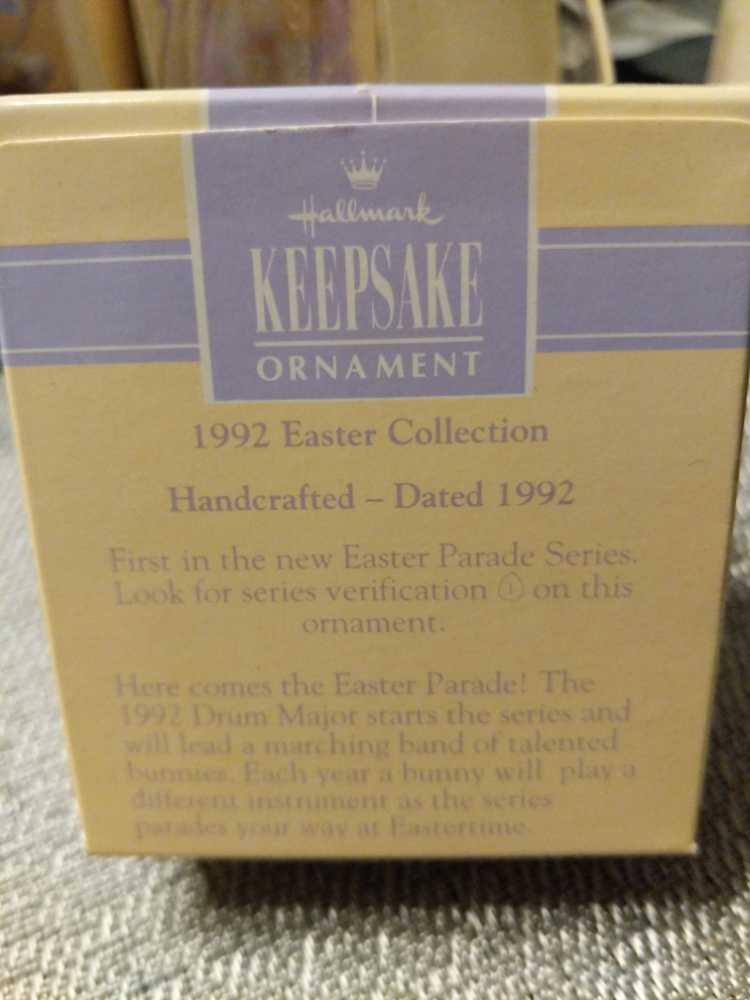 Hallmark
KEEPSAKE
ORNAMENT
1992 Easter Collection
Handcrafted – Dated 1992
First in the new Easter Parade Series.
Look for series verification ① on this
ornament.
Here comes the Easter Parade! The
1992 Drum Major starts the series and
will lead a marching band of talented
bunnies. Each year a bunny will play a
different instrument as the series
parades your way at Eastertime.